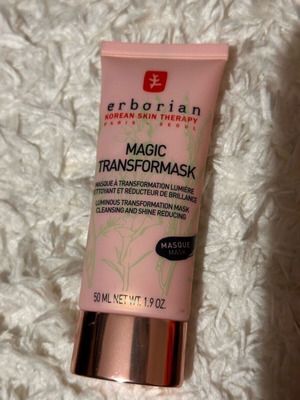 erborian
KOREAN SKIN THERAPY
PARIS SEOUL
MAGIC
TRANSFORMASK
MASQUE À TRANSFORMATION LUMIÈRE
NETTOYANT ET RÉDUCTEUR DE BRILLANCE
LUMINOUS TRANSFORMATION MASK
CLEANSING AND SHINE REDUCING
MASQUE
MASK
50 ML NET WT. 1.9 OZ.